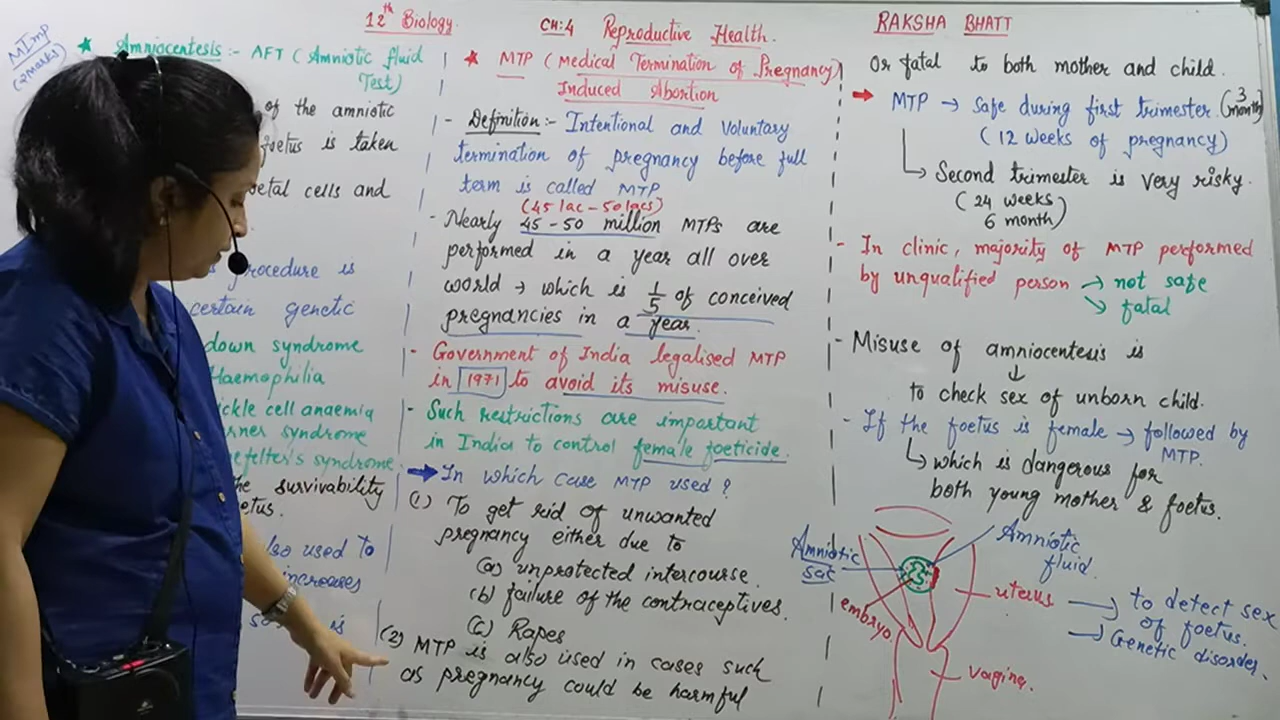 12th Biology. CH:4 Reproductive Health. RAKSHA BHATT
MImp
(2marks)
★ Amniocentesis:- AFT (Amniotic fluid
Test)
of the amniotic
foetus is taken
oetal cells and
procedure is
certain genetic
down syndrome
Haemophilia
ickle cell anaemia
rner syndrome
nefelter's syndrome
he survivability
etus.
also used to
increases
is
★ MTP (Medical Termination of Pregnancy)
Induced Abortion
- Definition:- Intentional and Voluntary
termination of pregnancy before full
term is called MTP
(45 lac - 50 lacs)
- Nearly 45-50 million MTPs are
performed in a year all over
world → which is 1/5 of conceived
pregnancies in a year.
- Government of India legalised MTP
in 1971 to avoid its misuse.
- Such restrictions are important
in India to control female foeticide.
→ In which case MTP used?
(1) To get rid of unwanted
pregnancy either due to
(a) unprotected intercourse.
(b) failure of the contraceptives.
(c) Rapes
(2) MTP is also used in cases such
as pregnancy could be harmful
Or fatal to both mother and child.
→ MTP → Safe during first trimester. (3 month)
(12 weeks of pregnancy)
→ Second trimester is very risky.
(24 weeks
6 month)
- In clinic, majority of MTP performed
by unqualified person → not safe
→ fatal
- Misuse of amniocentesis is
↓
to check sex of unborn child.
- If the foetus is female → followed by
MTP.
→ which is dangerous for
both young mother & foetus.
Amniotic
sac
Amniotic
fluid.
embryo
uterus
→ to detect sex
of foetus.
→ Genetic disorder.
vagina.